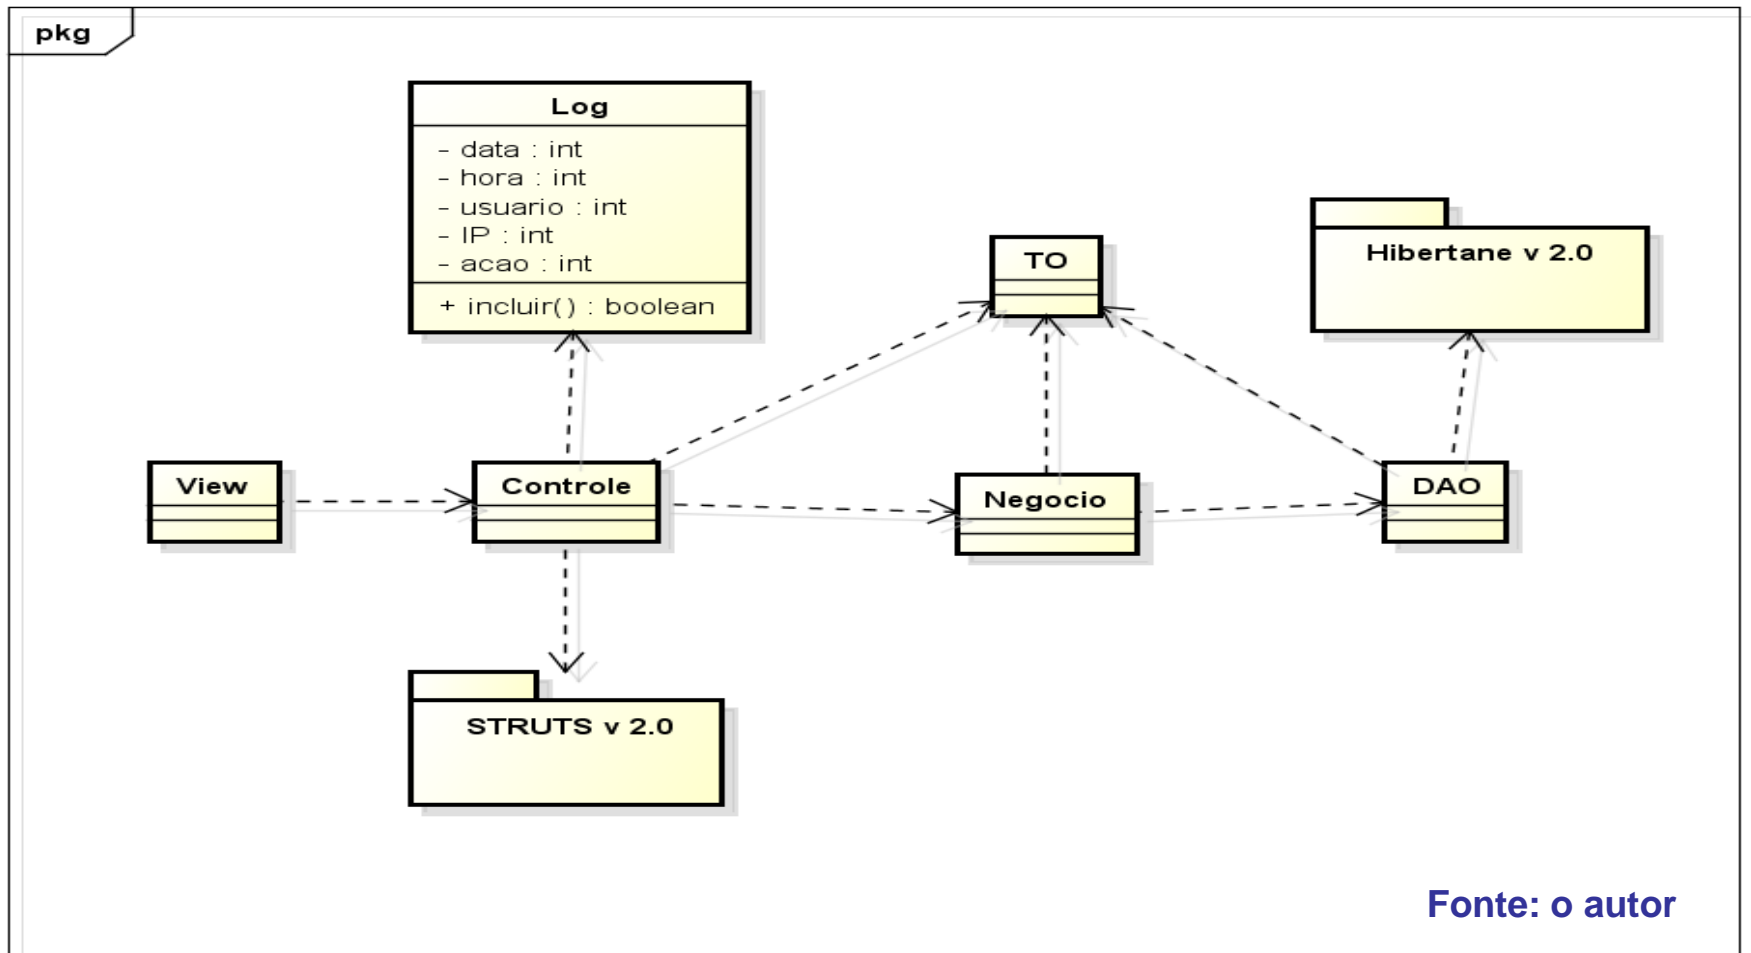 pkg
Log
- data : int
- hora : int
- usuario : int
- IP : int
- acao : int
+ incluir() : boolean
TO
Hibertane v 2.0
View
Controle
Negocio
DAO
STRUTS v 2.0
Fonte: o autor